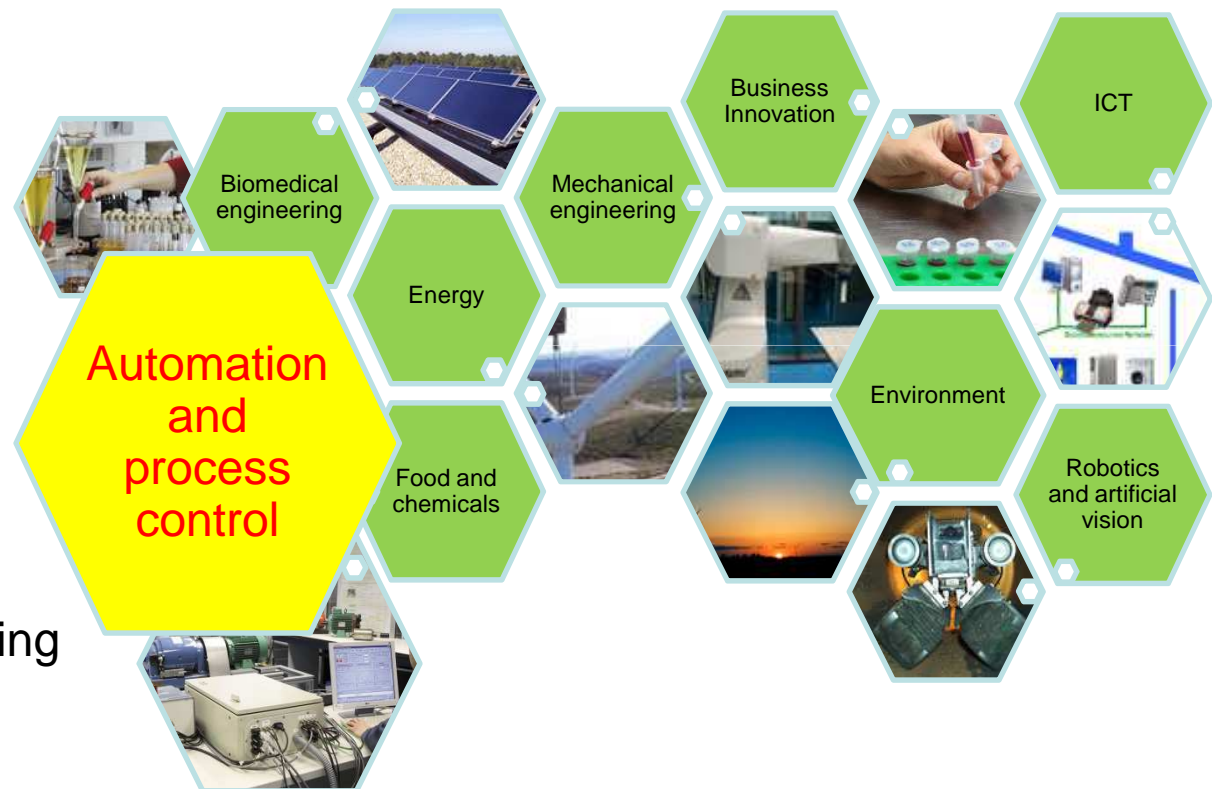 Business
Innovation
ICT
Biomedical
engineering
Mechanical
engineering
Energy
Automation
and
process
control
Environment
Food and
chemicals
Robotics
and artificial
vision
ing